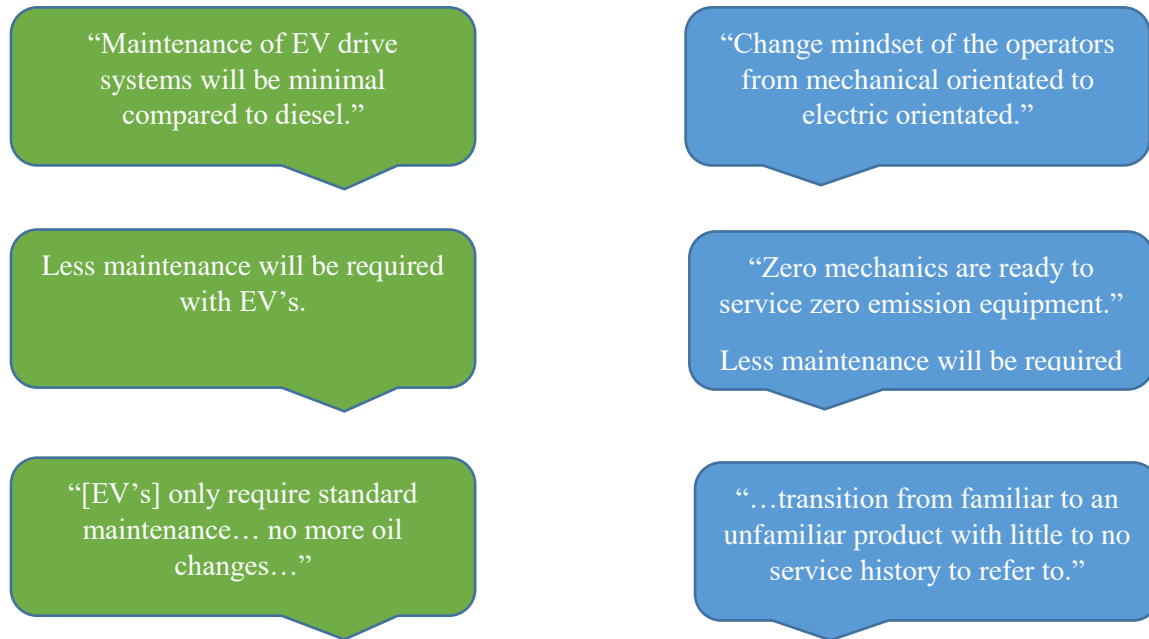 “Maintenance of EV drive
systems will be minimal
compared to diesel.”
“Change mindset of the operators
from mechanical orientated to
electric orientated.”
Less maintenance will be required
with EV’s.
“Zero mechanics are ready to
service zero emission equipment.”
Less maintenance will be required
“[EV’s] only require standard
maintenance… no more oil
changes…”
“…transition from familiar to an
unfamiliar product with little to no
service history to refer to.”